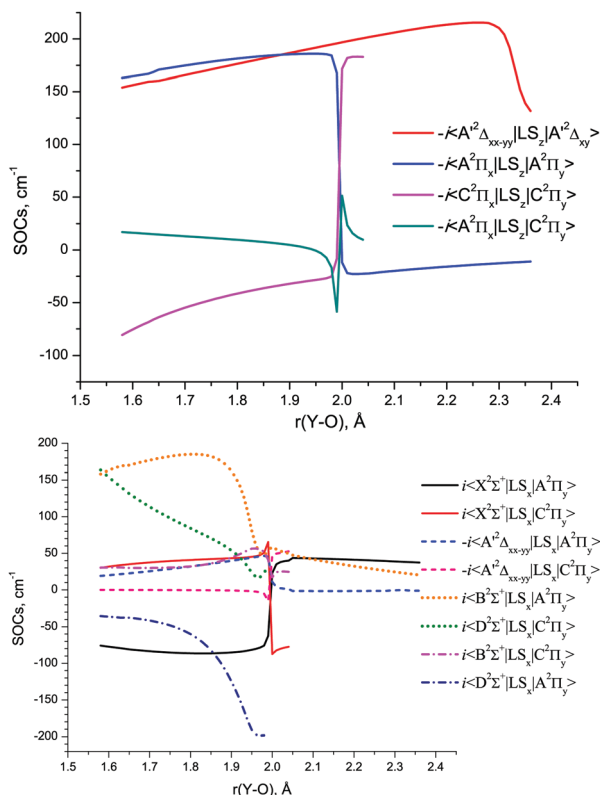 200
150
100
50
0
-50
-100
SOCs, cm⁻¹
-i<A'²Δxx-yy|LSz|A'²Δxy>
-i<A²Πx|LSz|A²Πy>
-i<C²Πx|LSz|C²Πy>
-i<A²Πx|LSz|C²Πy>
1.5 1.6 1.7 1.8 1.9 2.0 2.1 2.2 2.3 2.4
r(Y-O), Å
200
150
100
50
0
-50
-100
-150
-200
SOCs, cm⁻¹
i<X²Σ⁺|LSx|A²Πy>
i<X²Σ⁺|LSx|C²Πy>
-i<A'²Δxx-yy|LSx|A²Πy>
-i<A'²Δxx-yy|LSx|C²Πy>
i<B²Σ⁺|LSx|A²Πy>
i<D²Σ⁺|LSx|C²Πy>
i<B²Σ⁺|LSx|C²Πy>
i<D²Σ⁺|LSx|A²Πy>
1.5 1.6 1.7 1.8 1.9 2.0 2.1 2.2 2.3 2.4
r(Y-O), Å